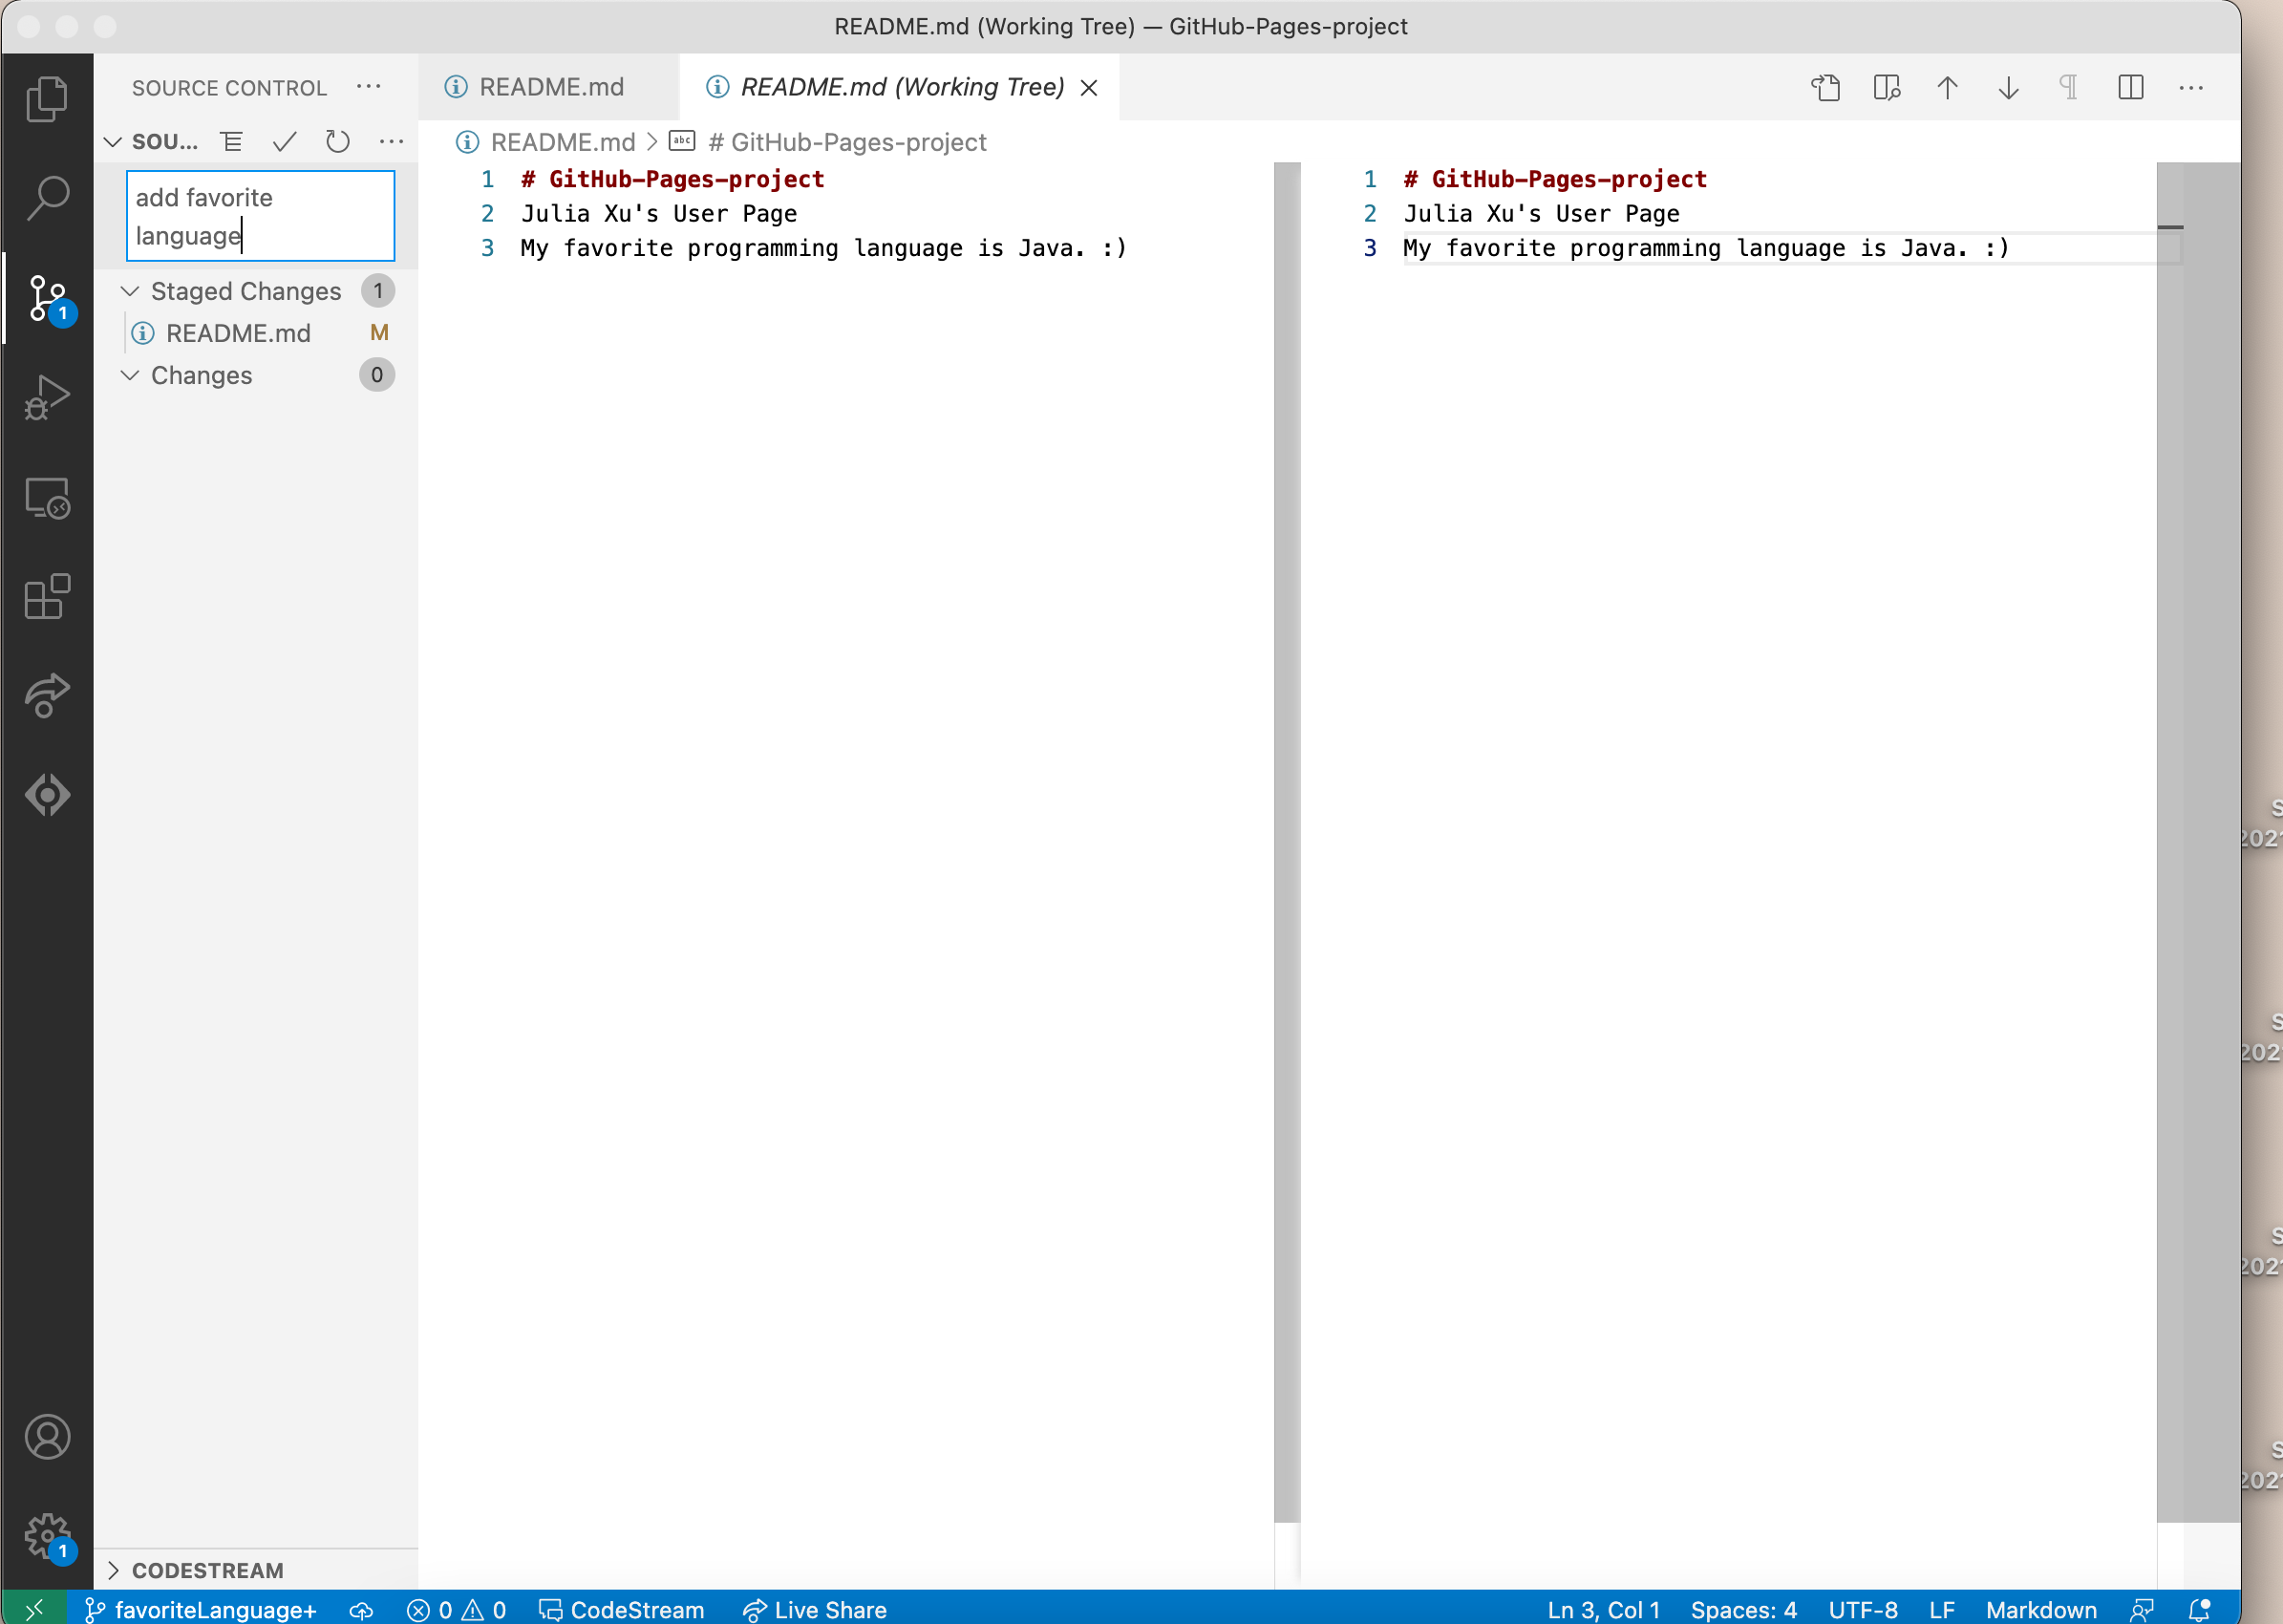 README.md (Working Tree) — GitHub-Pages-project
SOURCE CONTROL
README.md
README.md (Working Tree)
SOU...
README.md > # GitHub-Pages-project
add favorite
language
Staged Changes 1
README.md M
Changes 0
1 # GitHub-Pages-project
2 Julia Xu's User Page
3 My favorite programming language is Java. :)
1 # GitHub-Pages-project
2 Julia Xu's User Page
3 My favorite programming language is Java. :)
1
1
CODESTREAM
favoriteLanguage+ 0 0 CodeStream Live Share Ln 3, Col 1 Spaces: 4 UTF-8 LF Markdown